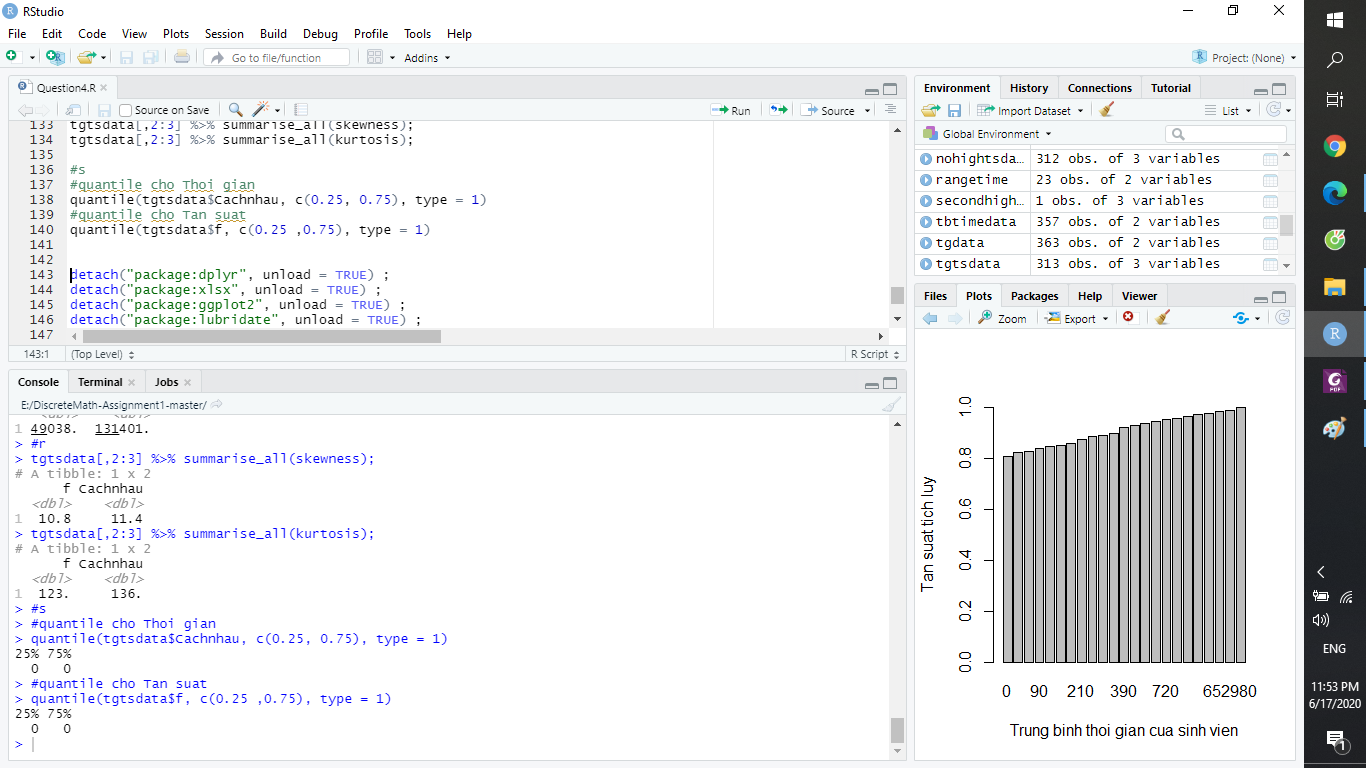 RStudio
File Edit Code View Plots Session Build Debug Profile Tools Help
Go to file/function Addins Project: (None)
Question4.R
Source on Save Run Source
133 tgtsdata[,2:3] %>% summarise_all(skewness);
134 tgtsdata[,2:3] %>% summarise_all(kurtosis);
135
136 #s
137 #quantile cho Thoi gian
138 quantile(tgtsdata$Cachnhau, c(0.25, 0.75), type = 1)
139 #quantile cho Tan suat
140 quantile(tgtsdata$f, c(0.25 ,0.75), type = 1)
141
142
143 detach("package:dplyr", unload = TRUE) ;
144 detach("package:xlsx", unload = TRUE) ;
145 detach("package:ggplot2", unload = TRUE) ;
146 detach("package:lubridate", unload = TRUE) ;
147
143:1 (Top Level) R Script
Console Terminal Jobs
E:/DiscreteMath-Assignment1-master/
<dbl> <dbl>
1 49038. 131401.
> #r
> tgtsdata[,2:3] %>% summarise_all(skewness);
# A tibble: 1 x 2
f Cachnhau
<dbl> <dbl>
1 10.8 11.4
> tgtsdata[,2:3] %>% summarise_all(kurtosis);
# A tibble: 1 x 2
f Cachnhau
<dbl> <dbl>
1 123. 136.
> #s
> #quantile cho Thoi gian
> quantile(tgtsdata$Cachnhau, c(0.25, 0.75), type = 1)
25% 75%
0 0
> #quantile cho Tan suat
> quantile(tgtsdata$f, c(0.25 ,0.75), type = 1)
25% 75%
0 0
>
Environment History Connections Tutorial
Import Dataset List
Global Environment
nohightsda... 312 obs. of 3 variables
rangetime 23 obs. of 2 variables
secondhigh... 1 obs. of 3 variables
tbtimedata 357 obs. of 2 variables
tgdata 363 obs. of 2 variables
tgtsdata 313 obs. of 3 variables
Files Plots Packages Help Viewer
Zoom Export
Tan suat tich luy
1.0
0.8
0.6
0.4
0.2
0.0
0 90 210 390 720 652980
Trung binh thoi gian cua sinh vien
ENG
11:53 PM
6/17/2020
1